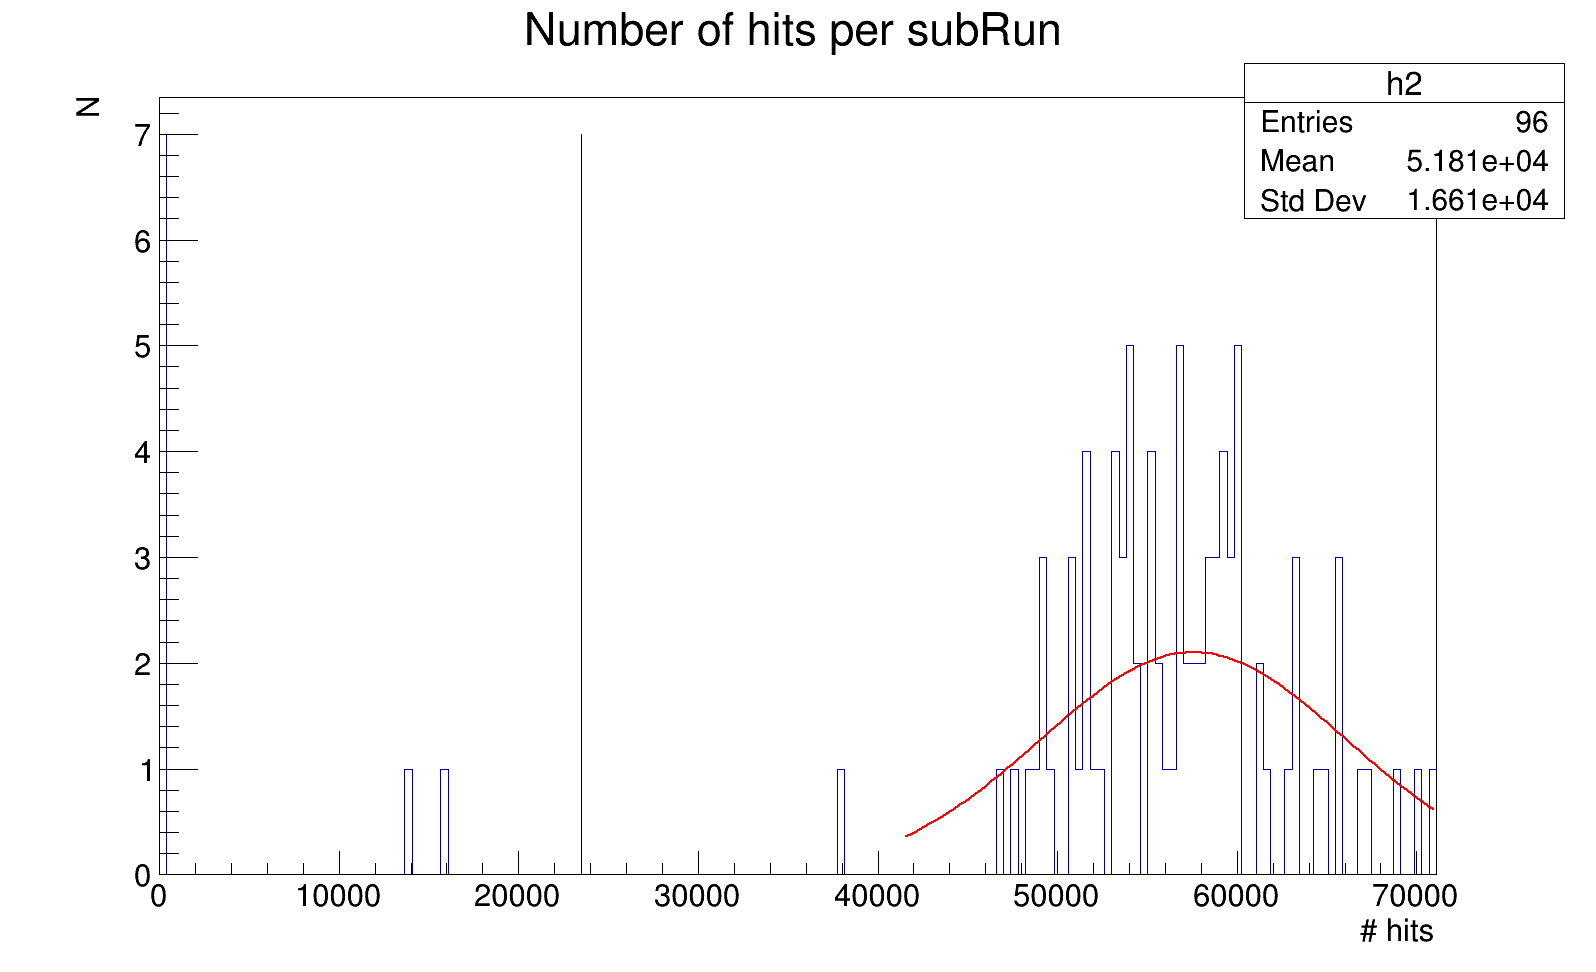 Number of hits per subRun
h2
Entries 96
Mean 5.181e+04
Std Dev 1.661e+04
N
7
6
5
4
3
2
1
0
0 10000 20000 30000 40000 50000 60000 70000
# hits